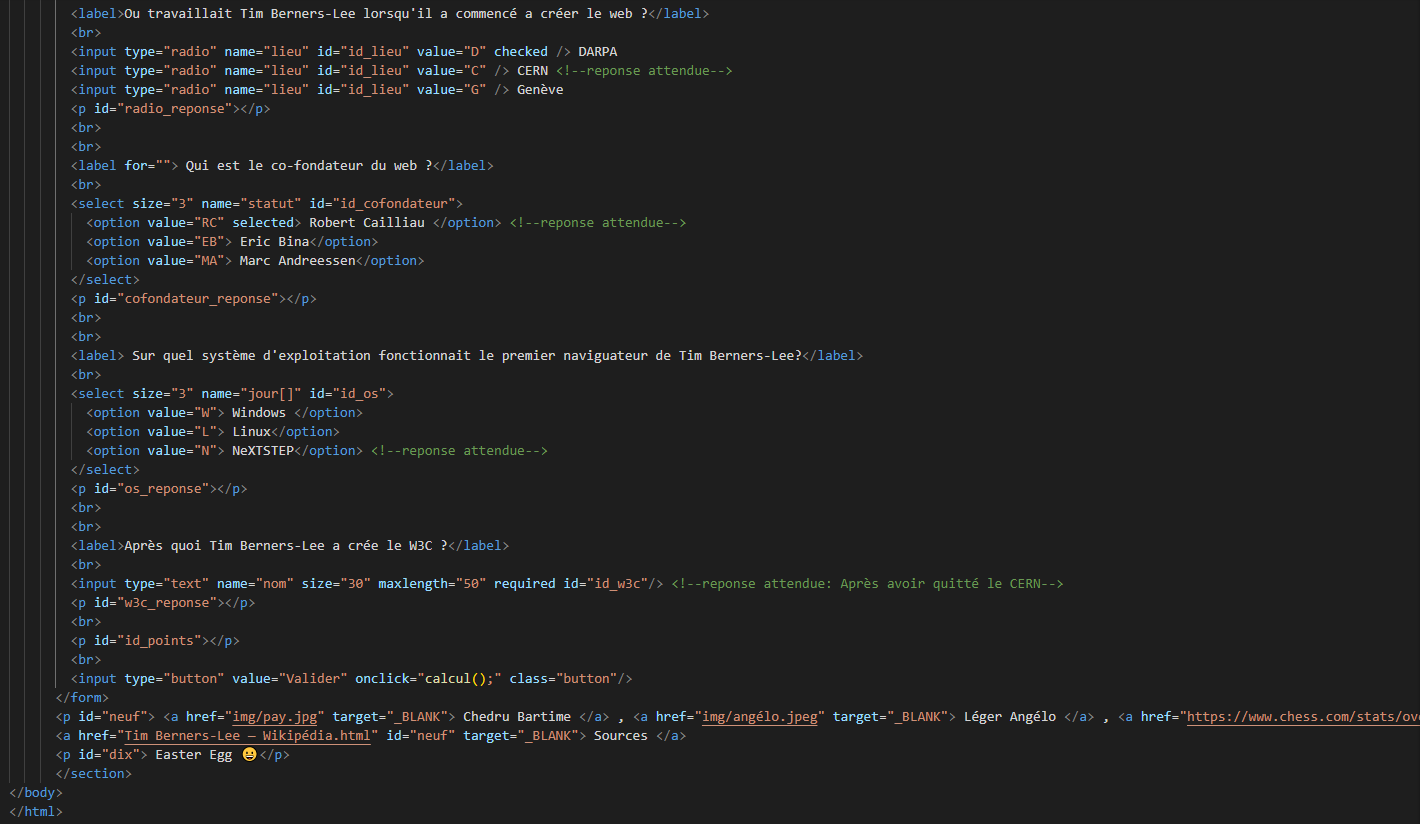 <label>Ou travaillait Tim Berners-Lee lorsqu'il a commencé a créer le web ?</label>
<br>
<input type="radio" name="lieu" id="id_lieu" value="D" checked /> DARPA
<input type="radio" name="lieu" id="id_lieu" value="C" /> CERN <!--reponse attendue-->
<input type="radio" name="lieu" id="id_lieu" value="G" /> Genève
<p id="radio_reponse"></p>
<br>
<br>
<label for=""> Qui est le co-fondateur du web ?</label>
<br>
<select size="3" name="statut" id="id_cofondateur">
<option value="RC" selected> Robert Cailliau </option> <!--reponse attendue-->
<option value="EB"> Eric Bina</option>
<option value="MA"> Marc Andreessen</option>
</select>
<p id="cofondateur_reponse"></p>
<br>
<br>
<label> Sur quel système d'exploitation fonctionnait le premier naviguateur de Tim Berners-Lee?</label>
<br>
<select size="3" name="jour[]" id="id_os">
<option value="W"> Windows </option>
<option value="L"> Linux</option>
<option value="N"> NeXTSTEP</option> <!--reponse attendue-->
</select>
<p id="os_reponse"></p>
<br>
<br>
<label>Après quoi Tim Berners-Lee a crée le W3C ?</label>
<br>
<input type="text" name="nom" size="30" maxlength="50" required id="id_w3c"/> <!--reponse attendue: Après avoir quitté le CERN-->
<p id="w3c_reponse"></p>
<br>
<p id="id_points"></p>
<br>
<input type="button" value="Valider" onclick="calcul();" class="button"/>
</form>
<p id="neuf"> <a href="img/pay.jpg" target="_BLANK"> Chedru Bartime </a> , <a href="img/angélo.jpeg" target="_BLANK"> Léger Angélo </a> , <a href="https://www.chess.com/stats/ove
<a href="Tim Berners-Lee — Wikipédia.html" id="neuf" target="_BLANK"> Sources </a>
<p id="dix"> Easter Egg 😀</p>
</section>
</body>
</html>